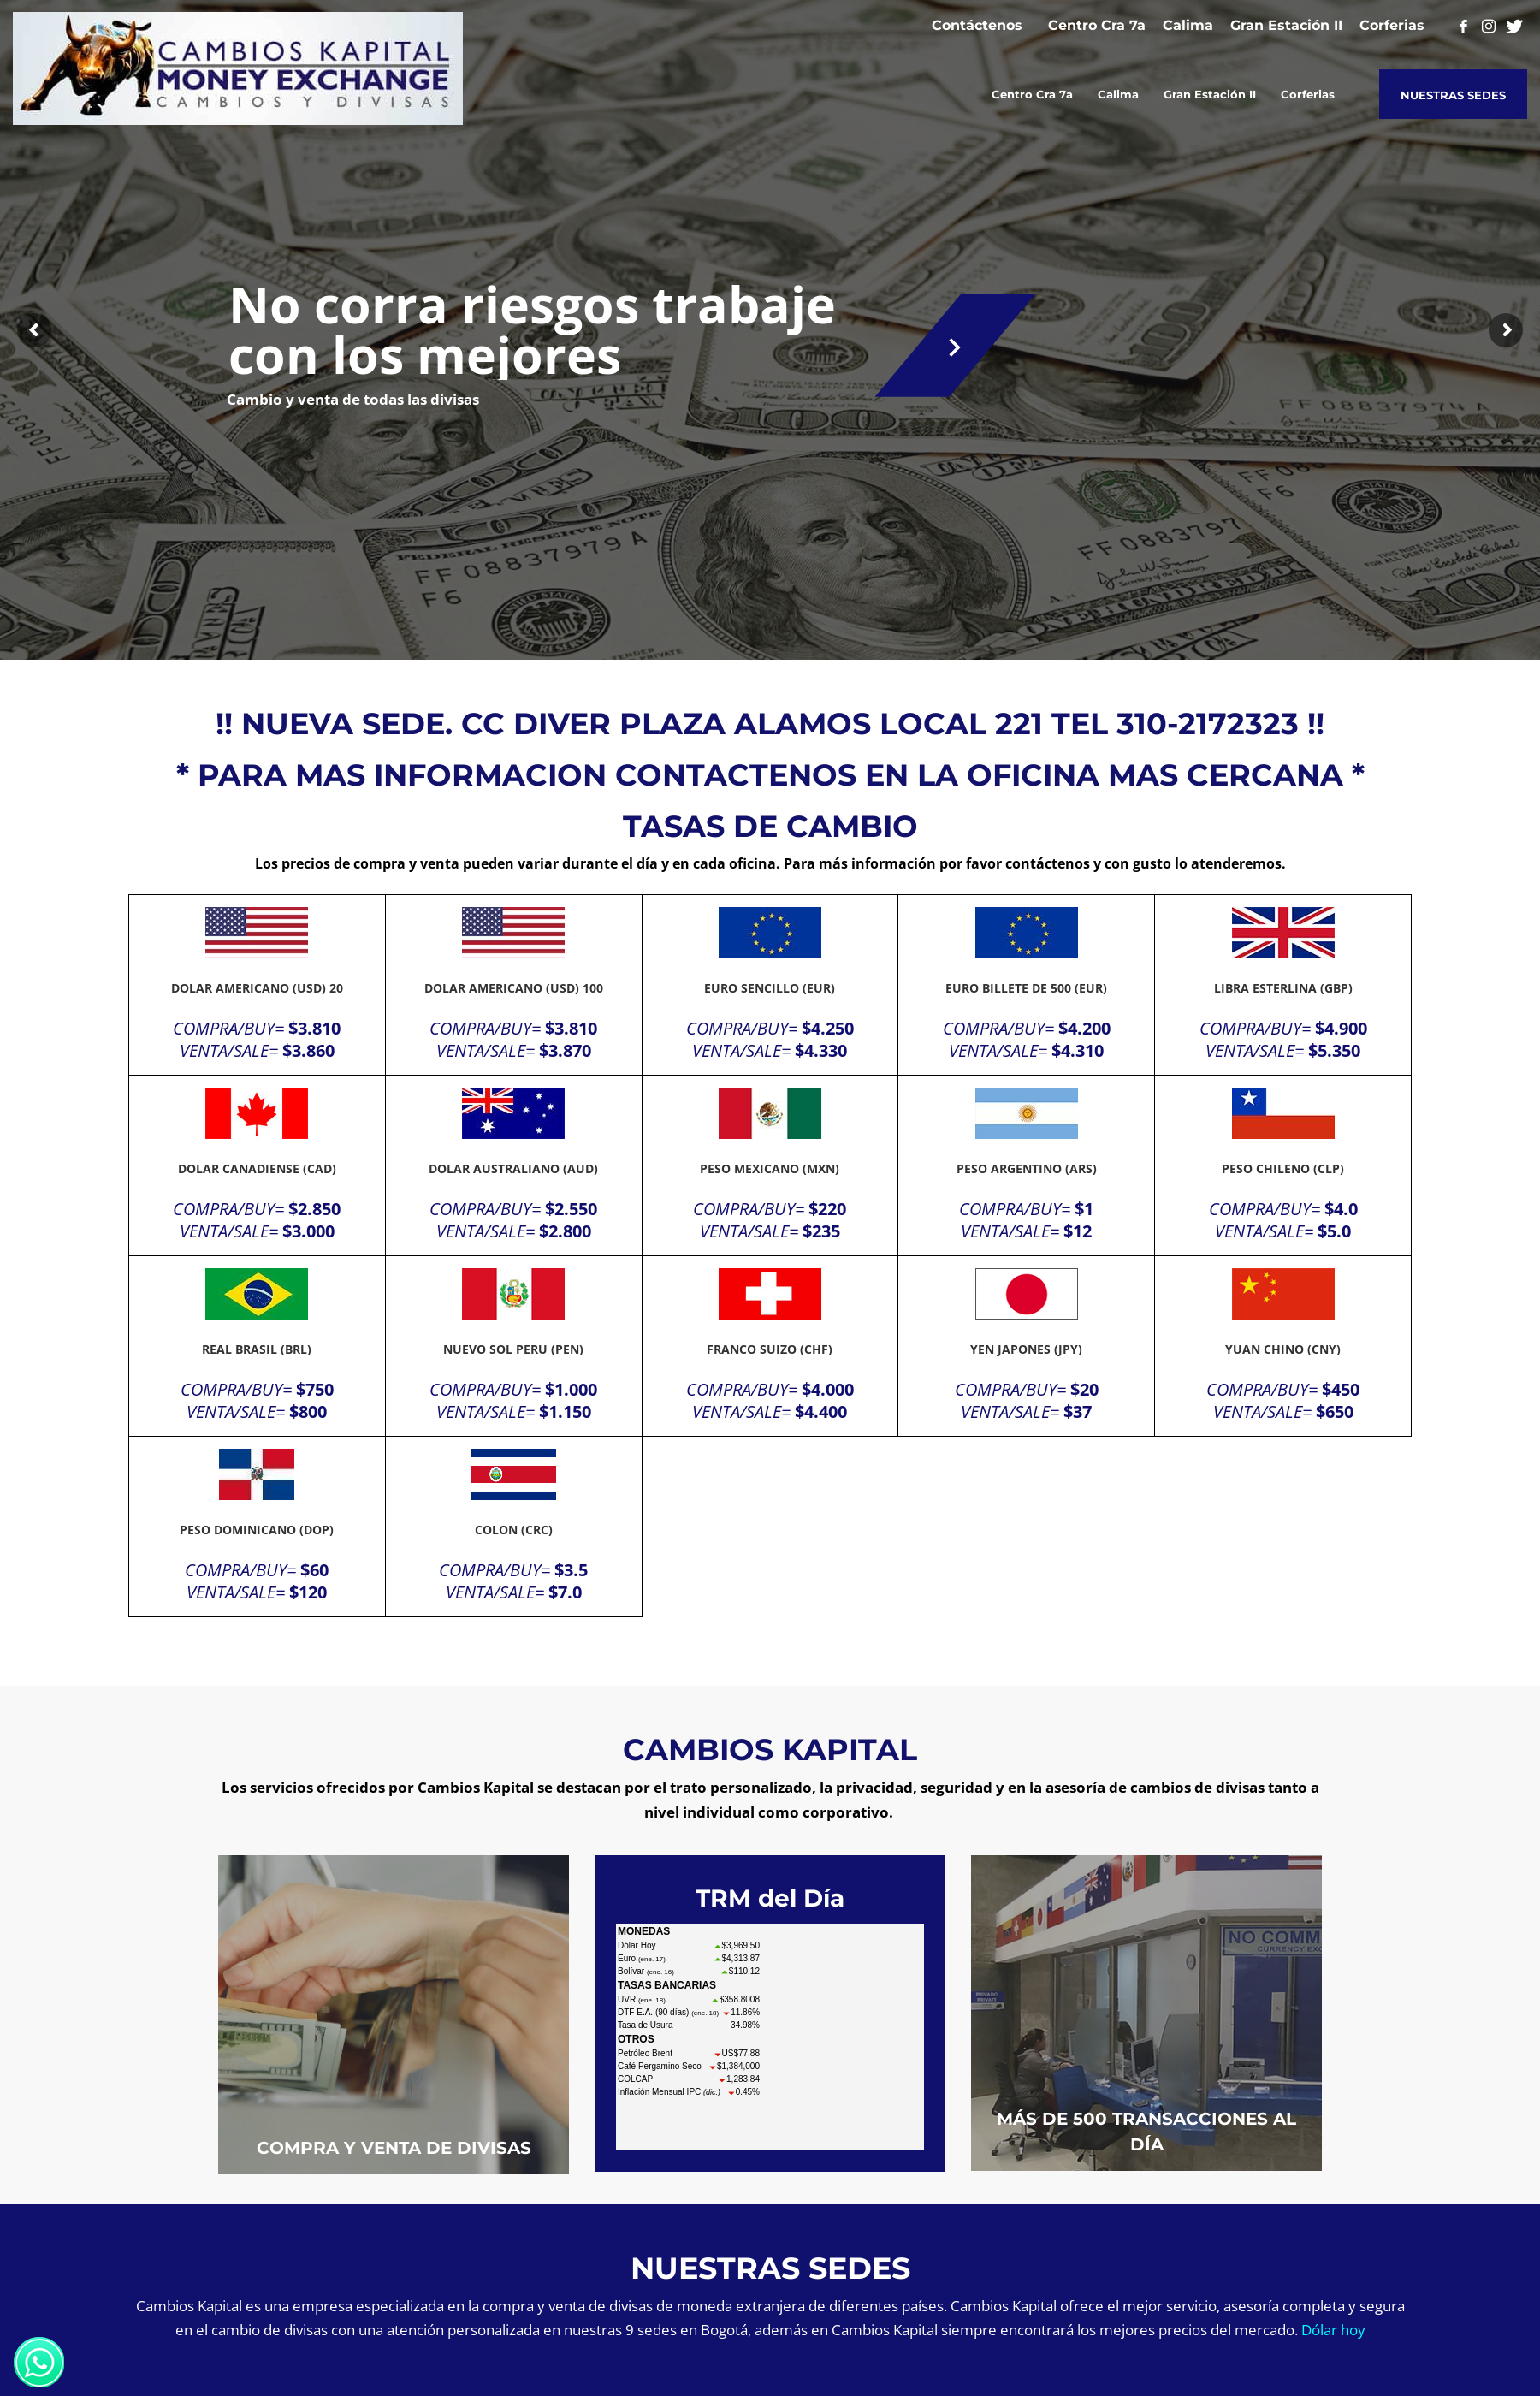 CAMBIOS KAPITAL
MONEY EXCHANGE
CAMBIOS Y DIVISAS
Contáctenos Centro Cra 7a Calima Gran Estación II Corferias
Centro Cra 7a Calima Gran Estación II Corferias NUESTRAS SEDES
No corra riesgos trabaje
con los mejores
Cambio y venta de todas las divisas
!! NUEVA SEDE. CC DIVER PLAZA ALAMOS LOCAL 221 TEL 310-2172323 !!
* PARA MAS INFORMACION CONTACTENOS EN LA OFICINA MAS CERCANA *
TASAS DE CAMBIO
Los precios de compra y venta pueden variar durante el día y en cada oficina. Para más información por favor contáctenos y con gusto lo atenderemos.
DOLAR AMERICANO (USD) 20
COMPRA/BUY= $3.810
VENTA/SALE= $3.860
DOLAR AMERICANO (USD) 100
COMPRA/BUY= $3.810
VENTA/SALE= $3.870
EURO SENCILLO (EUR)
COMPRA/BUY= $4.250
VENTA/SALE= $4.330
EURO BILLETE DE 500 (EUR)
COMPRA/BUY= $4.200
VENTA/SALE= $4.310
LIBRA ESTERLINA (GBP)
COMPRA/BUY= $4.900
VENTA/SALE= $5.350
DOLAR CANADIENSE (CAD)
COMPRA/BUY= $2.850
VENTA/SALE= $3.000
DOLAR AUSTRALIANO (AUD)
COMPRA/BUY= $2.550
VENTA/SALE= $2.800
PESO MEXICANO (MXN)
COMPRA/BUY= $220
VENTA/SALE= $235
PESO ARGENTINO (ARS)
COMPRA/BUY= $1
VENTA/SALE= $12
PESO CHILENO (CLP)
COMPRA/BUY= $4.0
VENTA/SALE= $5.0
REAL BRASIL (BRL)
COMPRA/BUY= $750
VENTA/SALE= $800
NUEVO SOL PERU (PEN)
COMPRA/BUY= $1.000
VENTA/SALE= $1.150
FRANCO SUIZO (CHF)
COMPRA/BUY= $4.000
VENTA/SALE= $4.400
YEN JAPONES (JPY)
COMPRA/BUY= $20
VENTA/SALE= $37
YUAN CHINO (CNY)
COMPRA/BUY= $450
VENTA/SALE= $650
PESO DOMINICANO (DOP)
COMPRA/BUY= $60
VENTA/SALE= $120
COLON (CRC)
COMPRA/BUY= $3.5
VENTA/SALE= $7.0
CAMBIOS KAPITAL
Los servicios ofrecidos por Cambios Kapital se destacan por el trato personalizado, la privacidad, seguridad y en la asesoría de cambios de divisas tanto a
nivel individual como corporativo.
COMPRA Y VENTA DE DIVISAS
TRM del Día
MONEDAS
Dólar Hoy $3,969.50
Euro (ene. 17) $4,313.87
Bolívar (ene. 16) $110.12
TASAS BANCARIAS
UVR (ene. 18) $358.8008
DTF E.A. (90 días) (ene. 18) 11.86%
Tasa de Usura 34.98%
OTROS
Petróleo Brent US$77.88
Café Pergamino Seco $1,384,000
COLCAP 1,283.84
Inflación Mensual IPC (dic.) 0.45%
NO COMM
CURRENCY EXC
MÁS DE 500 TRANSACCIONES AL
DÍA
NUESTRAS SEDES
Cambios Kapital es una empresa especializada en la compra y venta de divisas de moneda extranjera de diferentes países. Cambios Kapital ofrece el mejor servicio, asesoría completa y segura
en el cambio de divisas con una atención personalizada en nuestras 9 sedes en Bogotá, además en Cambios Kapital siempre encontrará los mejores precios del mercado. Dólar hoy